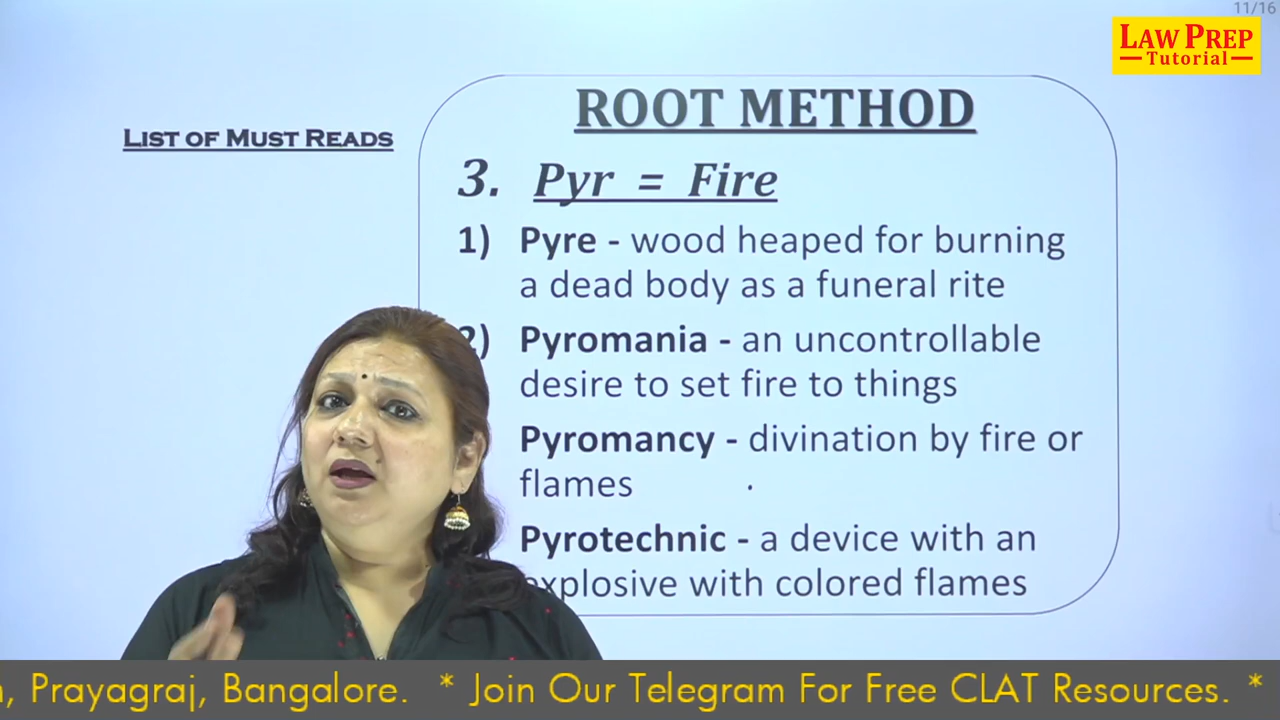 11/16
LAW PREP
Tutorial
LIST OF MUST READS
ROOT METHOD
3. Pyr = Fire
1) Pyre - wood heaped for burning
a dead body as a funeral rite
2) Pyromania - an uncontrollable
desire to set fire to things
Pyromancy - divination by fire or
flames
Pyrotechnic - a device with an
explosive with colored flames
, Prayagraj, Bangalore. * Join Our Telegram For Free CLAT Resources. *